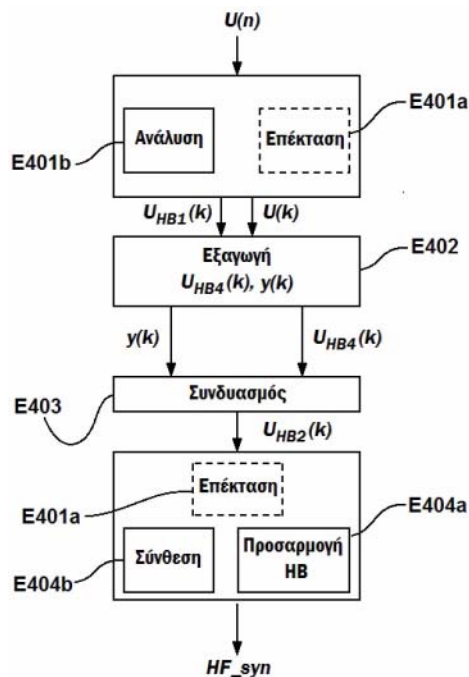 U(n)
E401a
Ανάλυση
Επέκταση
E401b
U_HB1(k)
U(k)
Εξαγωγή
U_HB4(k), y(k)
E402
y(k)
U_HB4(k)
E403
Συνδυασμός
U_HB2(k)
Επέκταση
E401a
E404a
Σύνθεση
Προσαρμογή
HB
E404b
HF_syn